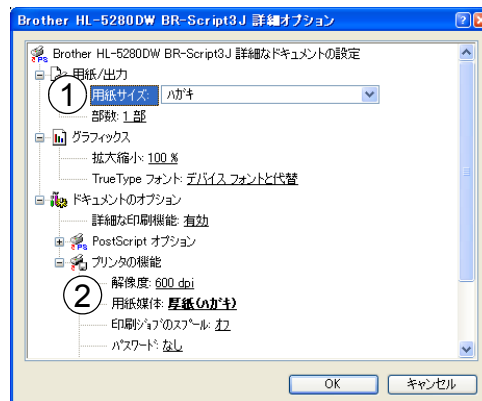 Brother HL-5280DW BR-Script3J 詳細オプション
Brother HL-5280DW BR-Script3J 詳細なドキュメントの設定
用紙/出力
① 用紙サイズ: ハガキ
部数: 1 部
グラフィックス
拡大縮小: 100 %
TrueType フォント: デバイス フォントと代替
ドキュメントのオプション
詳細な印刷機能: 有効
PostScript オプション
プリンタの機能
解像度: 600 dpi
② 用紙媒体: 厚紙(ハガキ)
印刷ジョブのスプール: オフ
パスワード: なし
OK キャンセル